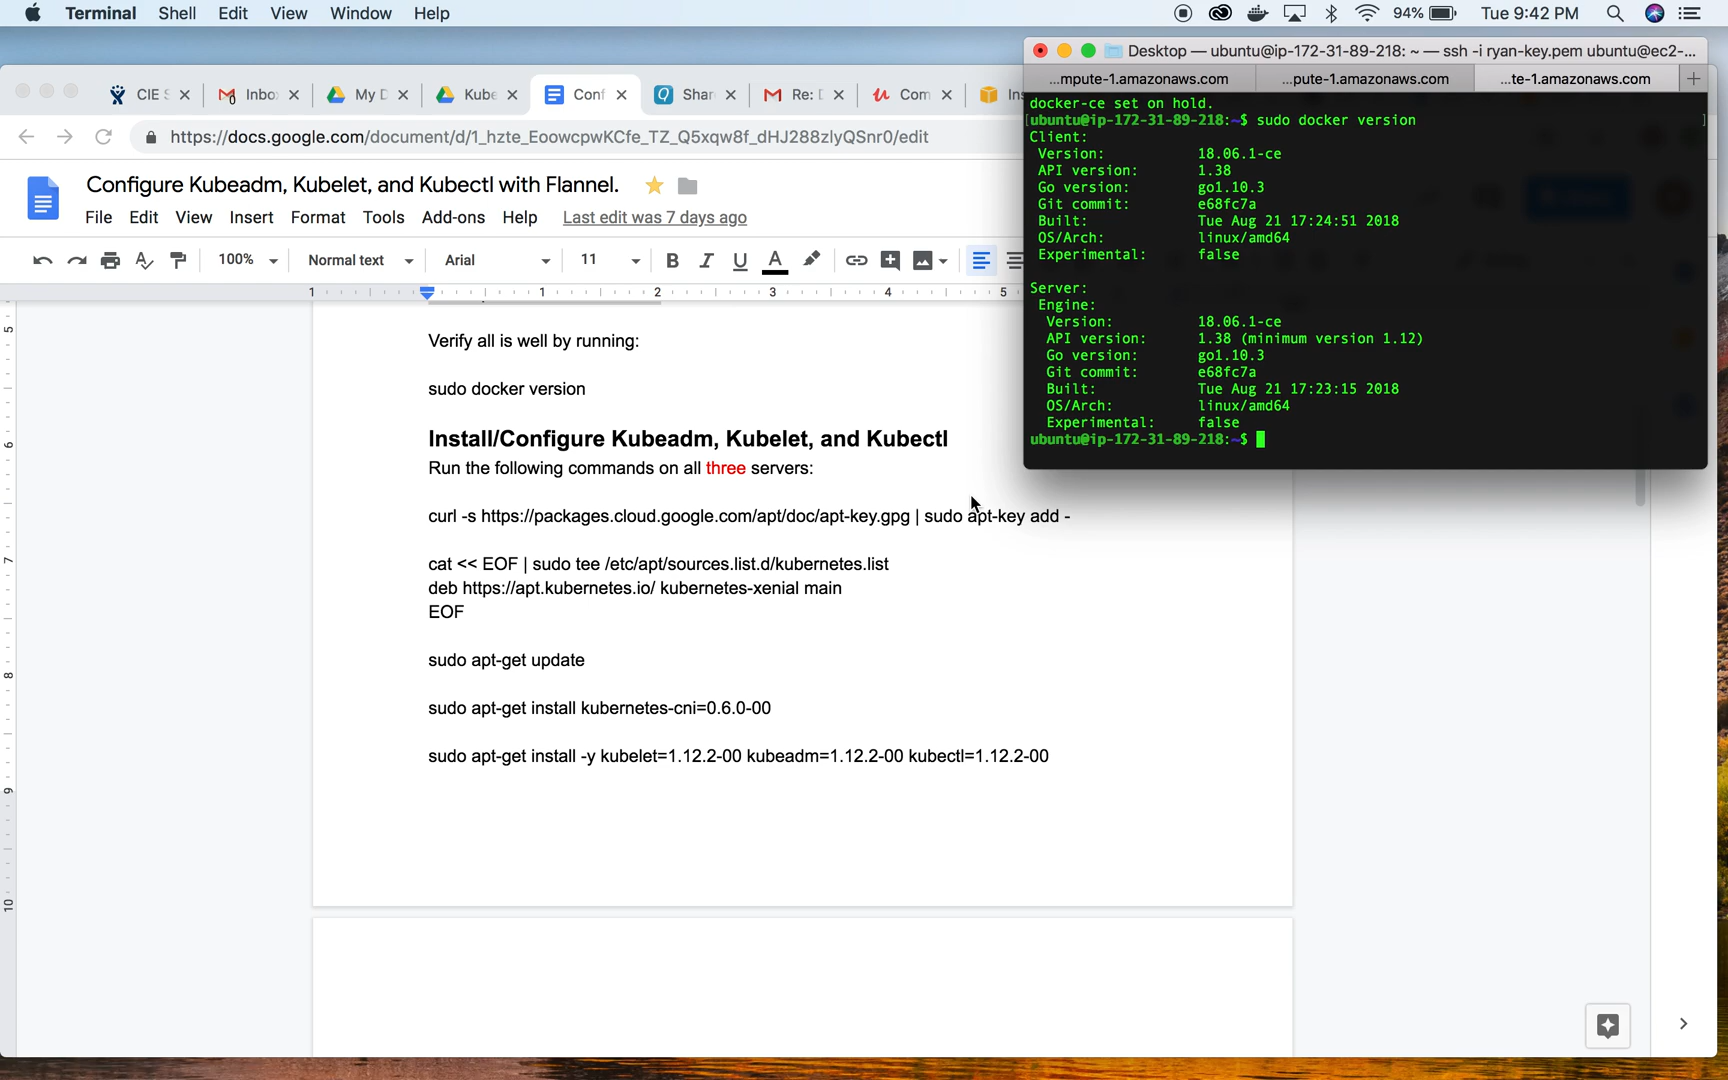 Terminal Shell Edit View Window Help 94% Tue 9:42 PM
Desktop — ubuntu@ip-172-31-89-218: ~ — ssh -i ryan-key.pem ubuntu@ec2-...
...mpute-1.amazonaws.com ...pute-1.amazonaws.com ...te-1.amazonaws.com
CIE S Inbo My D Kube Conf Shar Re: D Com Ins
https://docs.google.com/document/d/1_hzte_EoowcpwKCfe_TZ_Q5xqw8f_dHJ288zlyQSnr0/edit
Configure Kubeadm, Kubelet, and Kubectl with Flannel.
File Edit View Insert Format Tools Add-ons Help Last edit was 7 days ago
100% Normal text Arial 11 B I U A
1 1 2 3 4 5
docker-ce set on hold.
[ubuntu@ip-172-31-89-218:~$ sudo docker version ]
Client:
Version: 18.06.1-ce
API version: 1.38
Go version: go1.10.3
Git commit: e68fc7a
Built: Tue Aug 21 17:24:51 2018
OS/Arch: linux/amd64
Experimental: false
Server:
Engine:
Version: 18.06.1-ce
API version: 1.38 (minimum version 1.12)
Go version: go1.10.3
Git commit: e68fc7a
Built: Tue Aug 21 17:23:15 2018
OS/Arch: linux/amd64
Experimental: false
ubuntu@ip-172-31-89-218:~$
5
6
7
8
9
10
Verify all is well by running:
sudo docker version
Install/Configure Kubeadm, Kubelet, and Kubectl
Run the following commands on all three servers:
curl -s https://packages.cloud.google.com/apt/doc/apt-key.gpg | sudo apt-key add -
cat << EOF | sudo tee /etc/apt/sources.list.d/kubernetes.list
deb https://apt.kubernetes.io/ kubernetes-xenial main
EOF
sudo apt-get update
sudo apt-get install kubernetes-cni=0.6.0-00
sudo apt-get install -y kubelet=1.12.2-00 kubeadm=1.12.2-00 kubectl=1.12.2-00